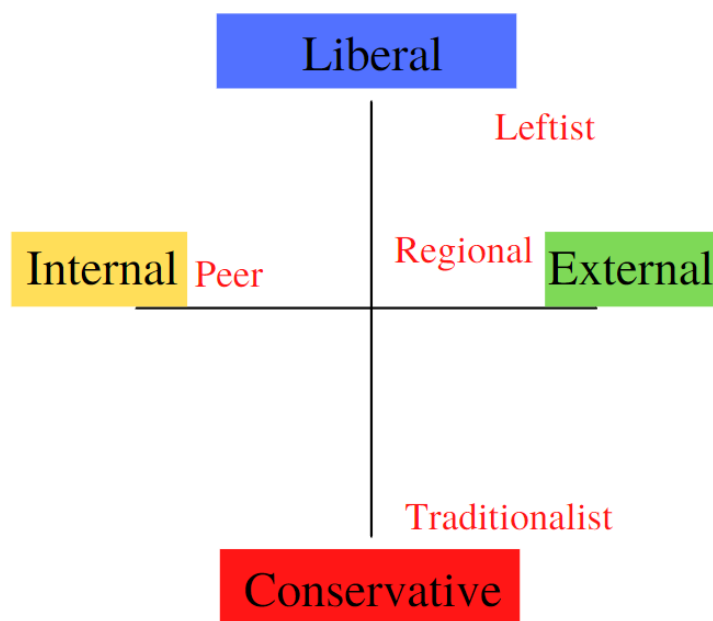 Liberal
Leftist
Regional
Internal
Peer
External
Traditionalist
Conservative